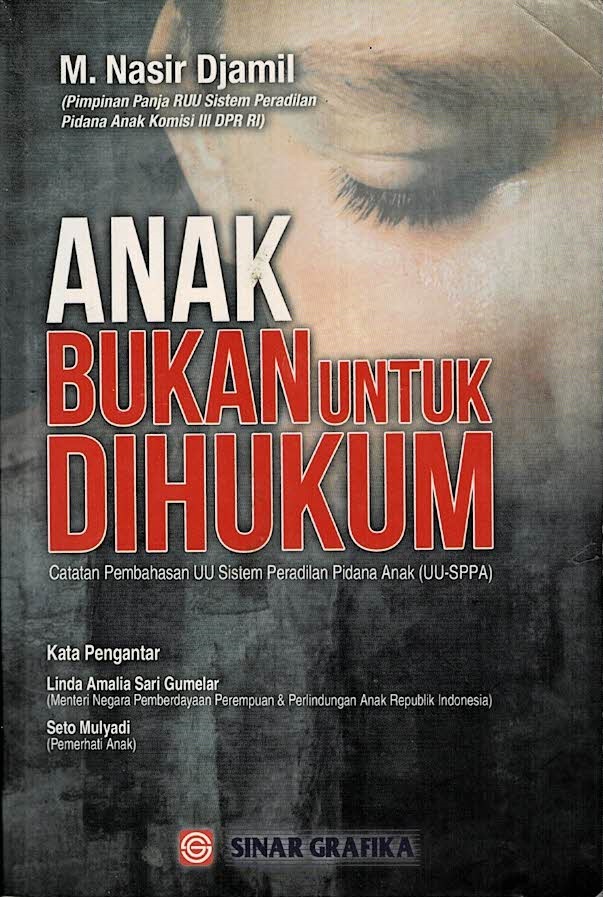 M. Nasir Djamil
(Pimpinan Panja RUU Sistem Peradilan
Pidana Anak Komisi III DPR RI)
ANAK
BUKAN UNTUK
DIHUKUM
Catatan Pembahasan UU Sistem Peradilan Pidana Anak (UU-SPPA)
Kata Pengantar
Linda Amalia Sari Gumelar
(Menteri Negara Pemberdayaan Perempuan & Perlindungan Anak Republik Indonesia)
Seto Mulyadi
(Pemerhati Anak)
SINAR GRAFIKA